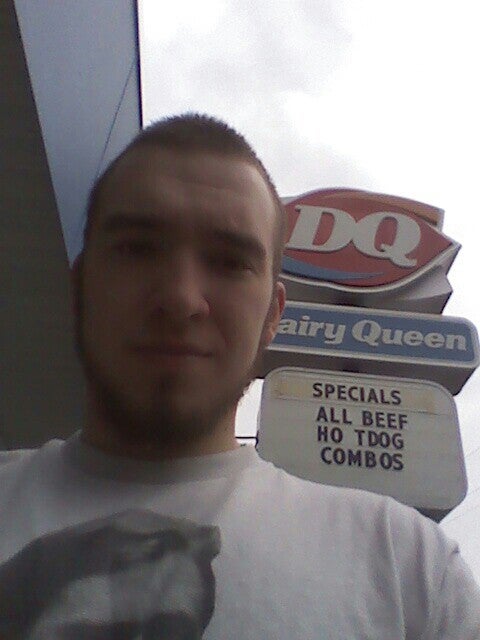 DQ
airy Queen
SPECIALS
ALL BEEF
HO TDOG
COMBOS